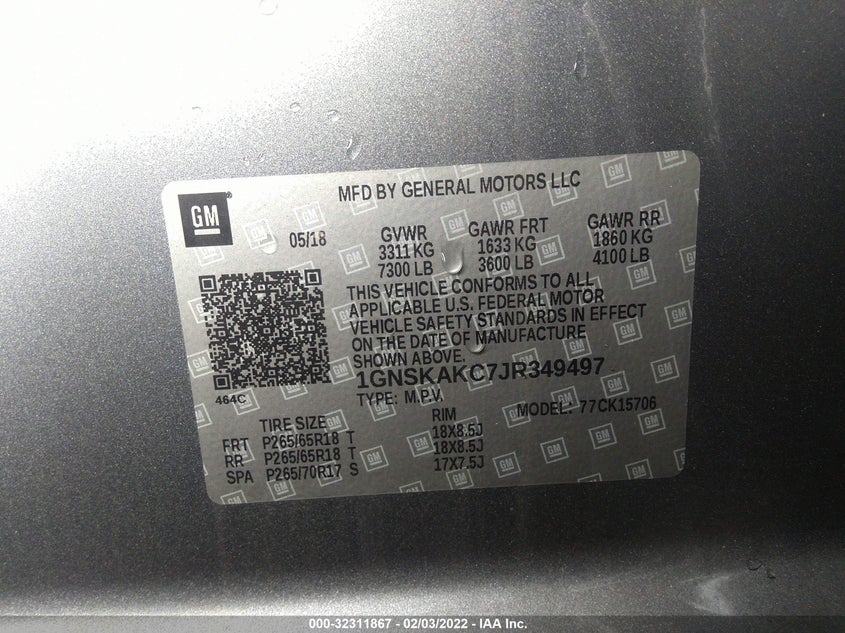 GM
MFD BY GENERAL MOTORS LLC
05/18
GVWR
3311 KG
7300 LB
GAWR FRT
1633 KG
3600 LB
GAWR RR
1860 KG
4100 LB
THIS VEHICLE CONFORMS TO ALL
APPLICABLE U.S. FEDERAL MOTOR
VEHICLE SAFETY STANDARDS IN EFFECT
ON THE DATE OF MANUFACTURE
SHOWN ABOVE.
1GNSKAKC7JR349497
464C
TYPE: M.P.V.
MODEL: 77CK15706
TIRE SIZE RIM
FRT P265/65R18 T 18X8.5J
RR P265/65R18 T 18X8.5J
SPA P265/70R17 S 17X7.5J
000-32311867 - 02/03/2022 - IAA Inc.